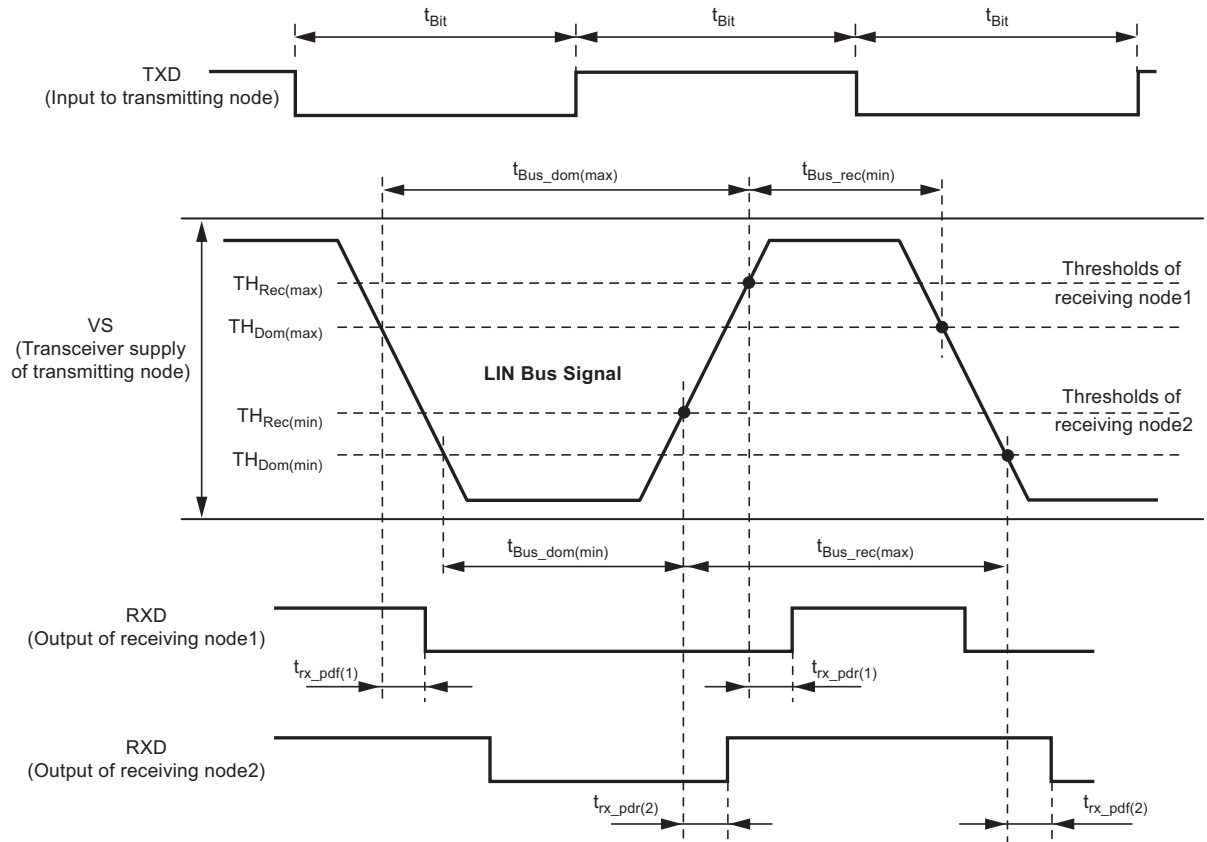 tBit
tBit
tBit
TXD
(Input to transmitting node)
tBus_dom(max)
tBus_rec(min)
THRec(max)
Thresholds of
receiving node1
THDom(max)
VS
(Transceiver supply
of transmitting node)
LIN Bus Signal
THRec(min)
Thresholds of
receiving node2
THDom(min)
tBus_dom(min)
tBus_rec(max)
RXD
(Output of receiving node1)
trx_pdf(1)
trx_pdr(1)
RXD
(Output of receiving node2)
trx_pdr(2)
trx_pdf(2)